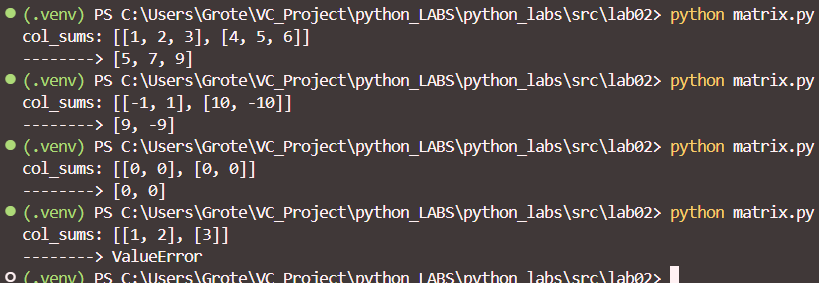 (.venv) PS C:\Users\Grote\VC_Project\python_LABS\python_labs\src\lab02> python matrix.py
col_sums: [[1, 2, 3], [4, 5, 6]]
--------> [5, 7, 9]
(.venv) PS C:\Users\Grote\VC_Project\python_LABS\python_labs\src\lab02> python matrix.py
col_sums: [[-1, 1], [10, -10]]
--------> [9, -9]
(.venv) PS C:\Users\Grote\VC_Project\python_LABS\python_labs\src\lab02> python matrix.py
col_sums: [[0, 0], [0, 0]]
--------> [0, 0]
(.venv) PS C:\Users\Grote\VC_Project\python_LABS\python_labs\src\lab02> python matrix.py
col_sums: [[1, 2], [3]]
--------> ValueError
(.venv) PS C:\Users\Grote\VC_Project\python_LABS\python_labs\src\lab02>